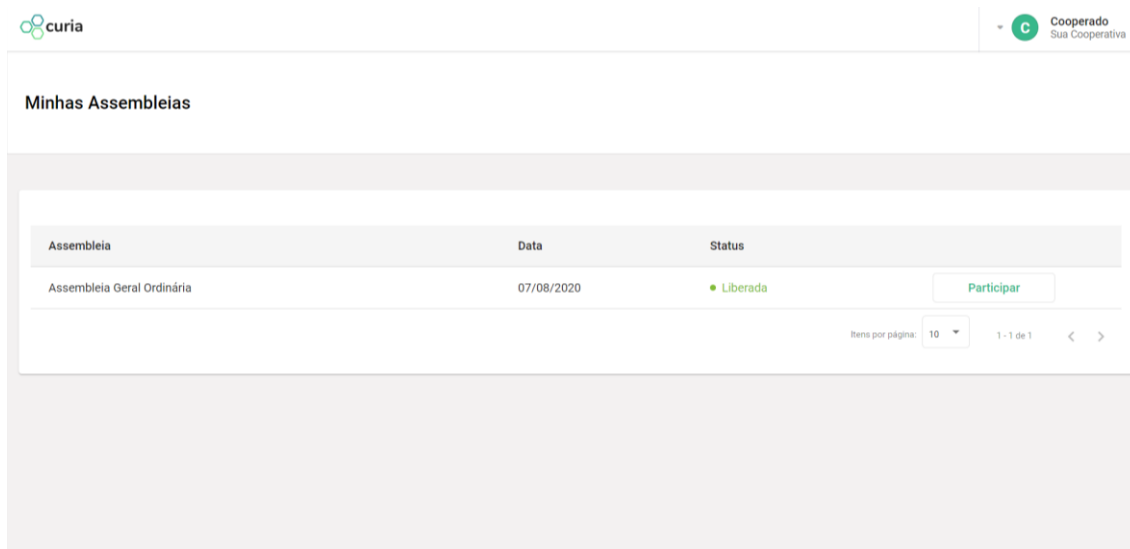 curia
C
Cooperado
Sua Cooperativa
Minhas Assembleias
Assembleia Data Status
Assembleia Geral Ordinária 07/08/2020 Liberada Participar
Itens por página: 10 1 - 1 de 1